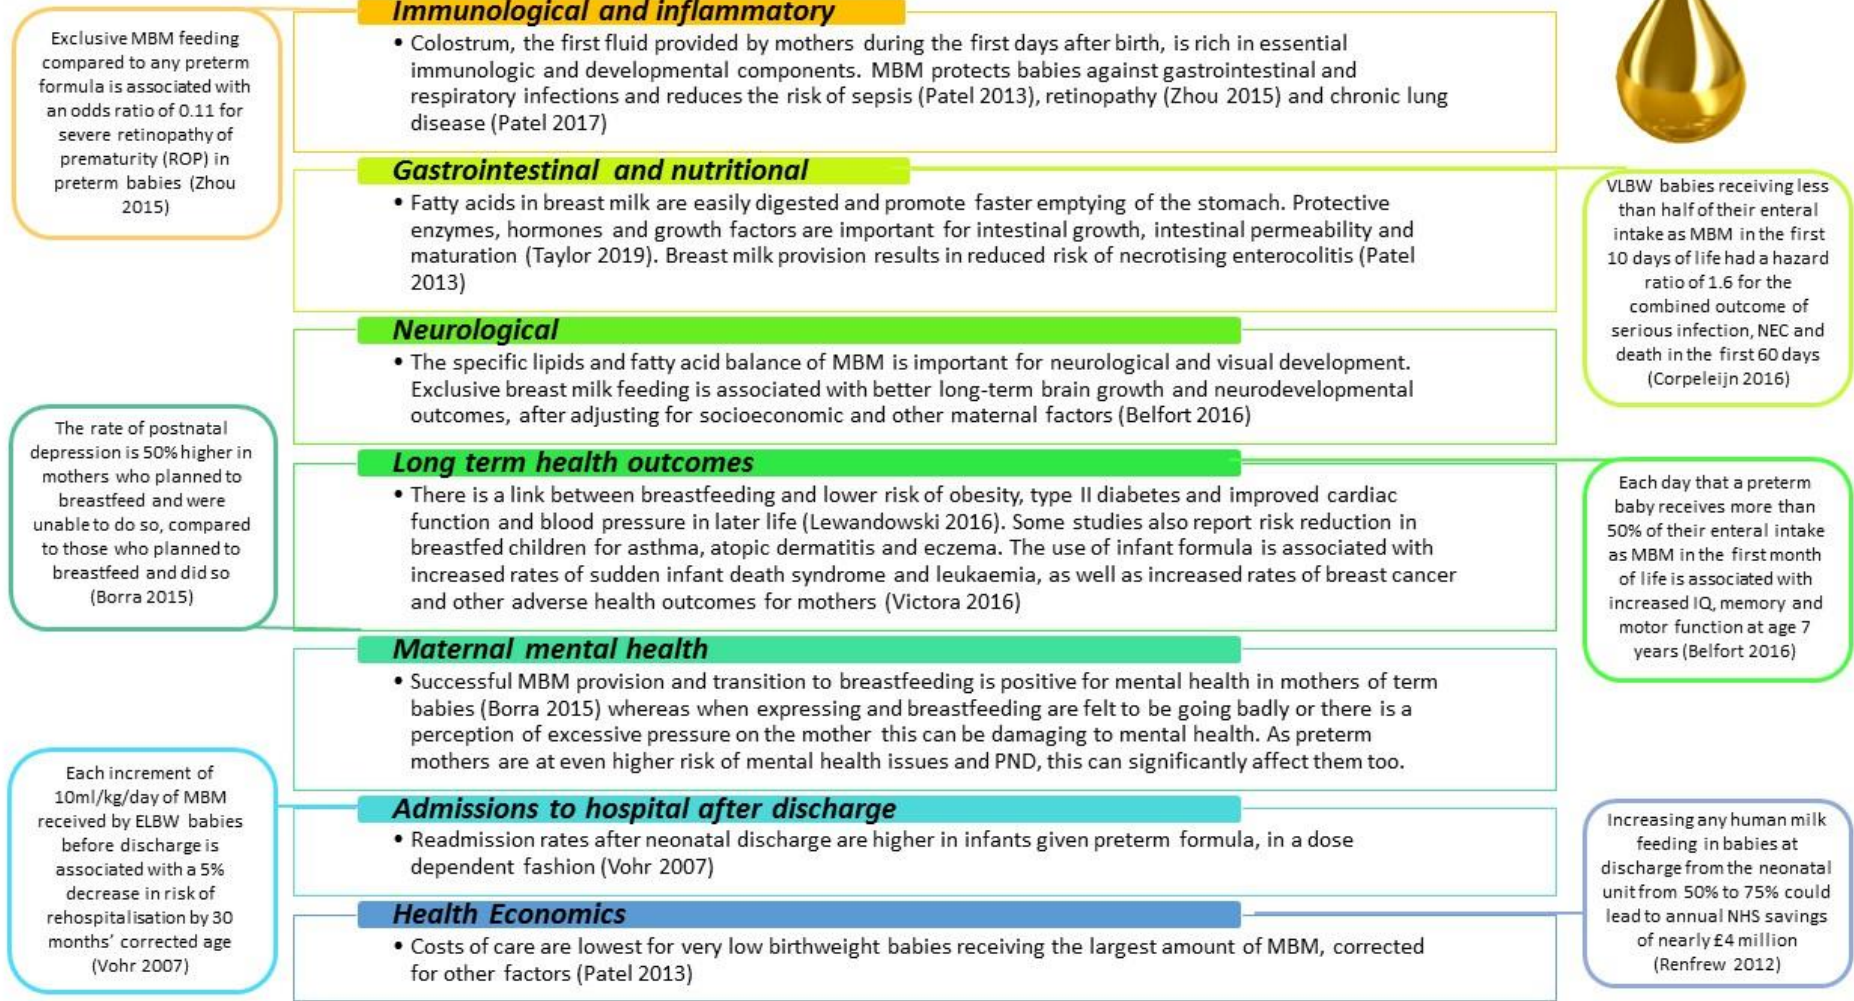 Immunological and inflammatory
• Colostrum, the first fluid provided by mothers during the first days after birth, is rich in essential
immunologic and developmental components. MBM protects babies against gastrointestinal and
respiratory infections and reduces the risk of sepsis (Patel 2013), retinopathy (Zhou 2015) and chronic lung
disease (Patel 2017)
Exclusive MBM feeding
compared to any preterm
formula is associated with
an odds ratio of 0.11 for
severe retinopathy of
prematurity (ROP) in
preterm babies (Zhou
2015)
Gastrointestinal and nutritional
• Fatty acids in breast milk are easily digested and promote faster emptying of the stomach. Protective
enzymes, hormones and growth factors are important for intestinal growth, intestinal permeability and
maturation (Taylor 2019). Breast milk provision results in reduced risk of necrotising enterocolitis (Patel
2013)
VLBW babies receiving less
than half of their enteral
intake as MBM in the first
10 days of life had a hazard
ratio of 1.6 for the
combined outcome of
serious infection, NEC and
death in the first 60 days
(Corpeleijn 2016)
Neurological
• The specific lipids and fatty acid balance of MBM is important for neurological and visual development.
Exclusive breast milk feeding is associated with better long-term brain growth and neurodevelopmental
outcomes, after adjusting for socioeconomic and other maternal factors (Belfort 2016)
Long term health outcomes
• There is a link between breastfeeding and lower risk of obesity, type II diabetes and improved cardiac
function and blood pressure in later life (Lewandowski 2016). Some studies also report risk reduction in
breastfed children for asthma, atopic dermatitis and eczema. The use of infant formula is associated with
increased rates of sudden infant death syndrome and leukaemia, as well as increased rates of breast cancer
and other adverse health outcomes for mothers (Victora 2016)
Each day that a preterm
baby receives more than
50% of their enteral intake
as MBM in the first month
of life is associated with
increased IQ, memory and
motor function at age 7
years (Belfort 2016)
The rate of postnatal
depression is 50% higher in
mothers who planned to
breastfeed and were
unable to do so, compared
to those who planned to
breastfeed and did so
(Borra 2015)
Maternal mental health
• Successful MBM provision and transition to breastfeeding is positive for mental health in mothers of term
babies (Borra 2015) whereas when expressing and breastfeeding are felt to be going badly or there is a
perception of excessive pressure on the mother this can be damaging to mental health. As preterm
mothers are at even higher risk of mental health issues and PND, this can significantly affect them too.
Each increment of
10ml/kg/day of MBM
received by ELBW babies
before discharge is
associated with a 5%
decrease in risk of
rehospitalisation by 30
months' corrected age
(Vohr 2007)
Admissions to hospital after discharge
• Readmission rates after neonatal discharge are higher in infants given preterm formula, in a dose
dependent fashion (Vohr 2007)
Health Economics
• Costs of care are lowest for very low birthweight babies receiving the largest amount of MBM, corrected
for other factors (Patel 2013)
Increasing any human milk
feeding in babies at
discharge from the neonatal
unit from 50% to 75% could
lead to annual NHS savings
of nearly £4 million
(Renfrew 2012)